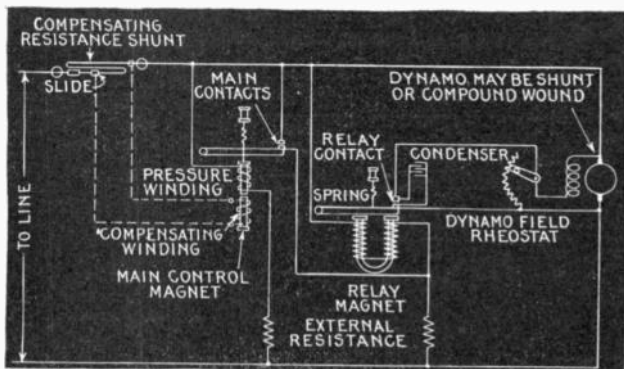 COMPENSATING
RESISTANCE SHUNT
SLIDE
MAIN
CONTACTS
DYNAMO MAY BE SHUNT
OR COMPOUND WOUND
RELAY
CONTACT
CONDENSER
PRESSURE
WINDING
SPRING
TO LINE
COMPENSATING
WINDING
DYNAMO FIELD
RHEOSTAT
MAIN CONTROL
MAGNET
RELAY
MAGNET
EXTERNAL
RESISTANCE